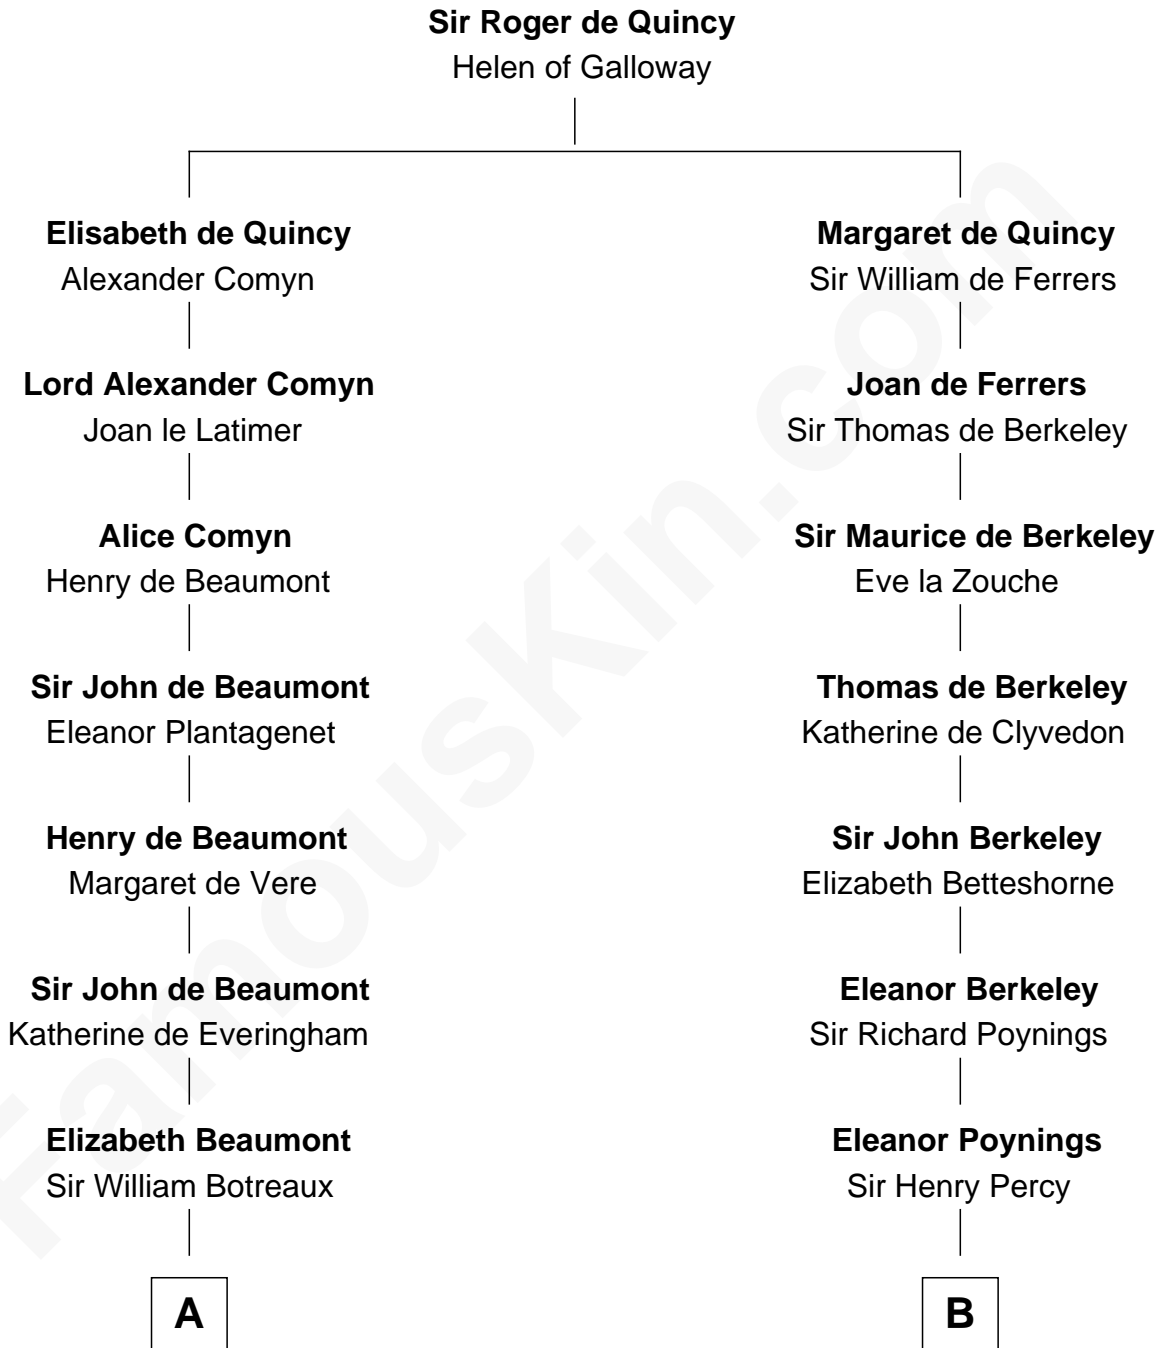 Sir Roger de Quincy
Helen of Galloway
Elisabeth de Quincy
Alexander Comyn
Margaret de Quincy
Sir William de Ferrers
Lord Alexander Comyn
Joan le Latimer
Joan de Ferrers
Sir Thomas de Berkeley
Alice Comyn
Henry de Beaumont
Sir Maurice de Berkeley
Eve la Zouche
Sir John de Beaumont
Eleanor Plantagenet
Thomas de Berkeley
Katherine de Clyvedon
Henry de Beaumont
Margaret de Vere
Sir John Berkeley
Elizabeth Betteshorne
Sir John de Beaumont
Katherine de Everingham
Eleanor Berkeley
Sir Richard Poynings
Elizabeth Beaumont
Sir William Botreaux
Eleanor Poynings
Sir Henry Percy
A
B
FamousKin.com